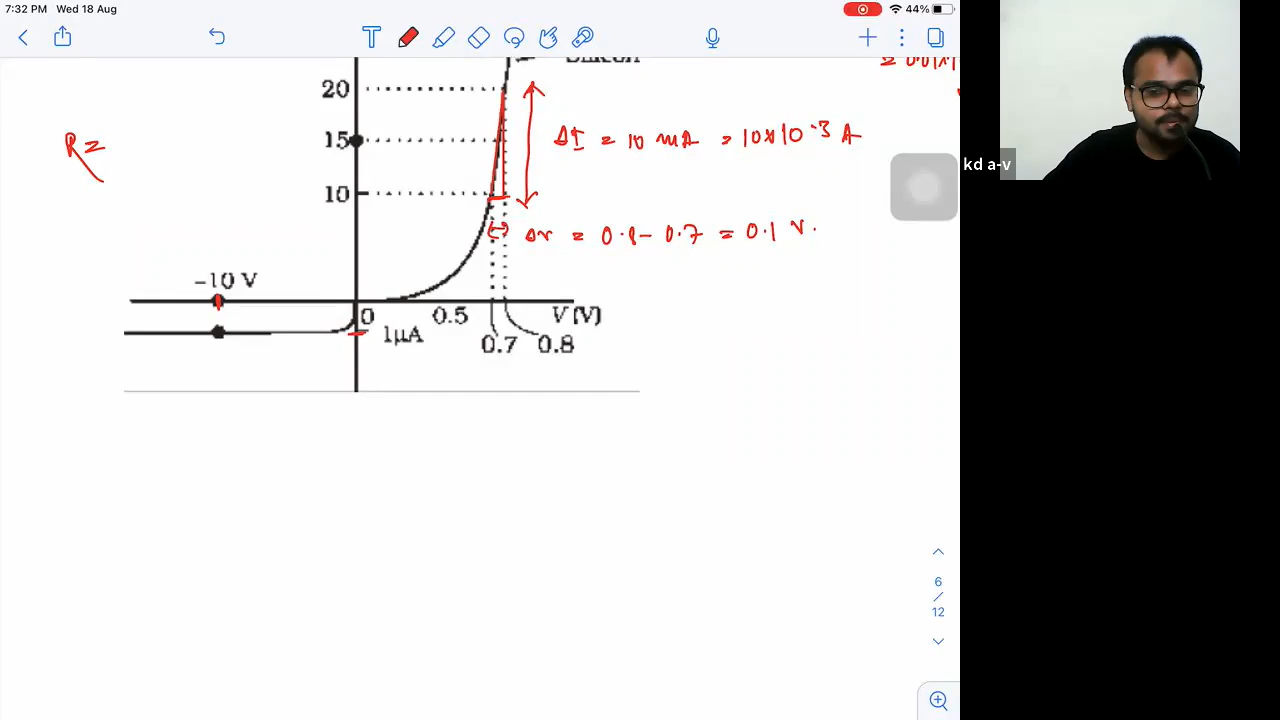 7:32 PM Wed 18 Aug
44%
Silicon
20
15
ΔI = 10 mA = 10×10⁻³ A
R =
10
Δv = 0.8 - 0.7 = 0.1 V.
–10 V
0 0.5 V (V)
1μA
0.7 0.8
kd a-v
6
/
12